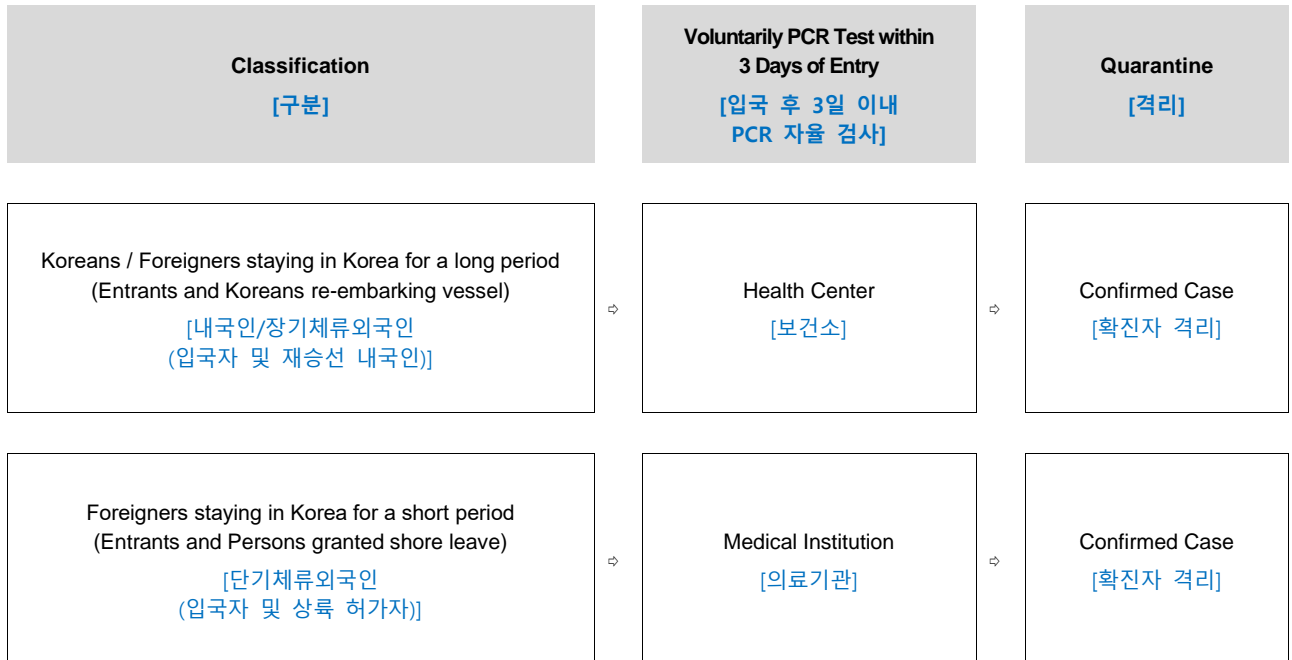 Classification
[구분]
Voluntarily PCR Test within
3 Days of Entry
[입국 후 3일 이내
PCR 자율 검사]
Quarantine
[격리]
Koreans / Foreigners staying in Korea for a long period
(Entrants and Koreans re-embarking vessel)
[내국인/장기체류외국인
(입국자 및 재승선 내국인)]
⇨
Health Center
[보건소]
⇨
Confirmed Case
[확진자 격리]
Foreigners staying in Korea for a short period
(Entrants and Persons granted shore leave)
[단기체류외국인
(입국자 및 상륙 허가자)]
⇨
Medical Institution
[의료기관]
⇨
Confirmed Case
[확진자 격리]